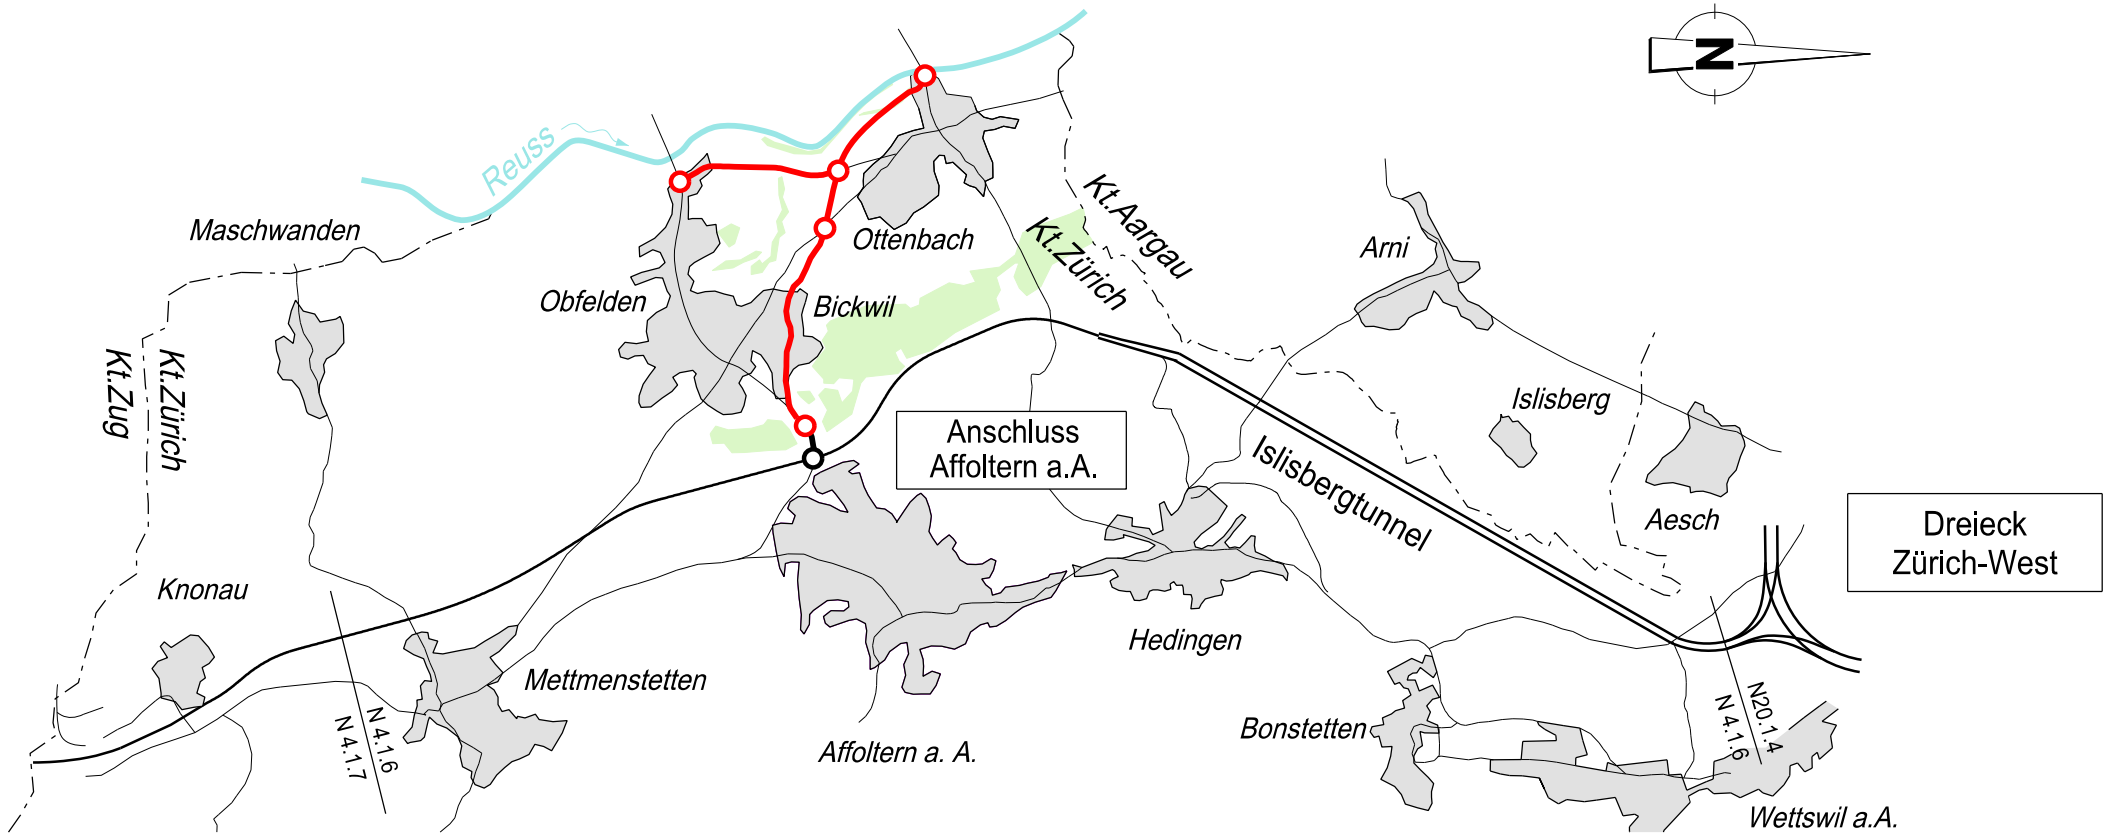 N
Reuss
Maschwanden
Ottenbach
Kt.Aargau
Kt.Zürich
Arni
Obfelden
Bickwil
Kt.Zürich
Kt.Zug
Islisberg
Anschluss
Affoltern a.A.
Islisbergtunnel
Aesch
Dreieck
Zürich-West
Knonau
Hedingen
Mettmenstetten
N 4.1.6
N 4.1.7
Affoltern a. A.
Bonstetten
N20.1.4
N 4.1.6
Wettswil a.A.